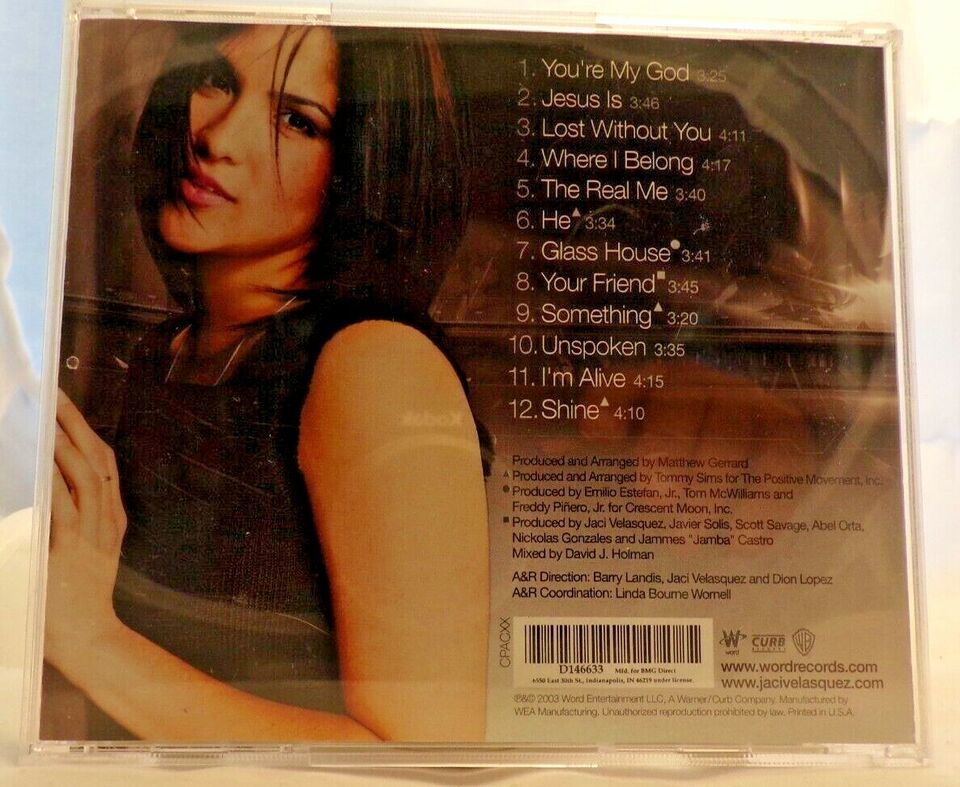 1. You're My God 3:25
2. Jesus Is 3:46
3. Lost Without You 4:11
4. Where I Belong 4:17
5. The Real Me 3:40
6. He▲ 3:34
7. Glass House● 3:41
8. Your Friend■ 3:45
9. Something▲ 3:20
10. Unspoken 3:35
11. I'm Alive 4:15
12. Shine▲ 4:10
Produced and Arranged by Matthew Gerrard
▲ Produced and Arranged by Tommy Sims for The Positive Movement, Inc.
● Produced by Emilio Estefan, Jr., Tom McWilliams and
Freddy Piñero, Jr. for Crescent Moon, Inc.
■ Produced by Jaci Velasquez, Javier Solis, Scott Savage, Abel Orta,
Nickolas Gonzales and Jammes "Jamba" Castro
Mixed by David J. Holman
A&R Direction: Barry Landis, Jaci Velasquez and Dion Lopez
A&R Coordination: Linda Bourne Wornell
CPACXX
D146633 Mfd. for BMG Direct
6550 East 30th St., Indianapolis, IN 46219 under license
word
CURB
RECORDS
WB
www.wordrecords.com
www.jacivelasquez.com
℗&© 2003 Word Entertainment LLC, A Warner/Curb Company. Manufactured by
WEA Manufacturing. Unauthorized reproduction prohibited by law. Printed in U.S.A.